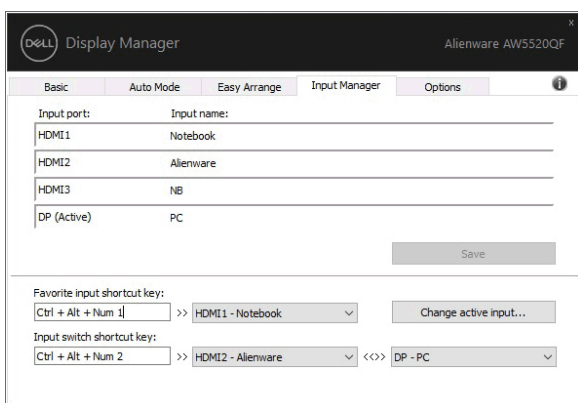 x
DELL Display Manager Alienware AW5520QF
Basic Auto Mode Easy Arrange Input Manager Options i
Input port: Input name:
HDMI1 Notebook
HDMI2 Alienware
HDMI3 NB
DP (Active) PC
Save
Favorite input shortcut key:
Ctrl + Alt + Num 1 >> HDMI1 - Notebook Change active input...
Input switch shortcut key:
Ctrl + Alt + Num 2 >> HDMI2 - Alienware <<>> DP - PC